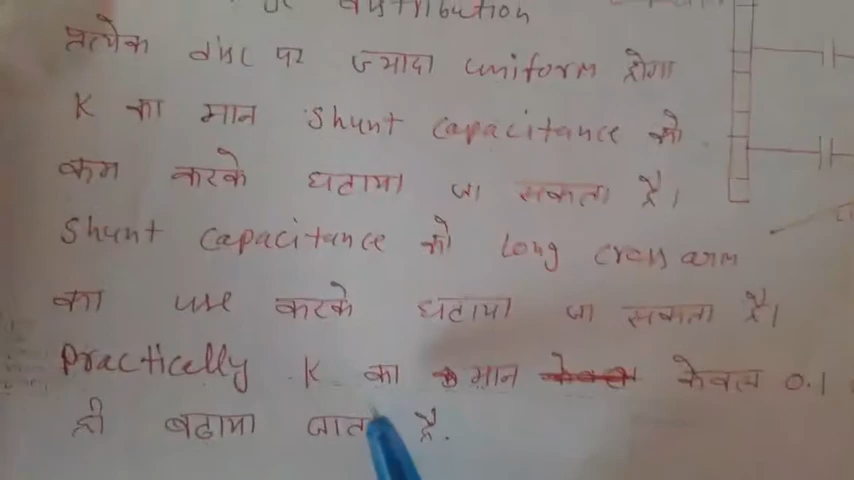 distribution
प्रत्येक disc पर ज्यादा uniform होगा
K का मान Shunt capacitance को
कम करके घटाया जा सकता है।
Shunt capacitance को long cross arm
का use करके घटाया जा सकता है।
Practically K का मान केवल 0.1
ही बढाया जाता है.